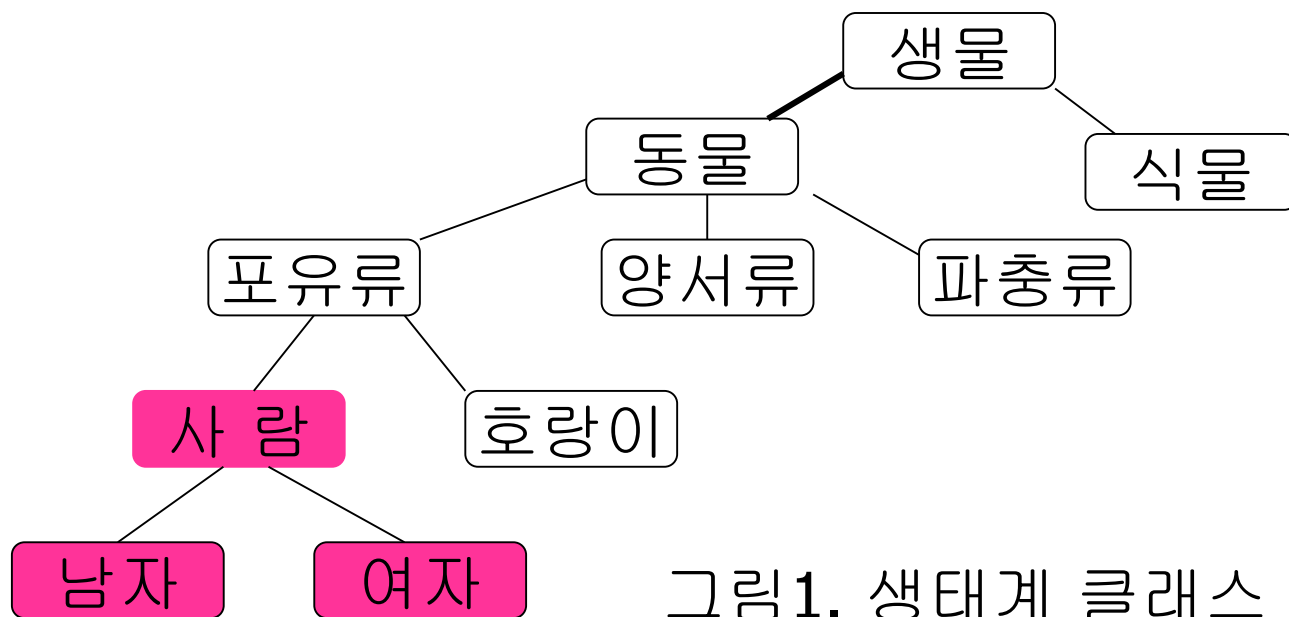 생물
동물
식물
포유류
양서류
파충류
사 람
호랑이
남자
여자
그림1. 생태계 클래스